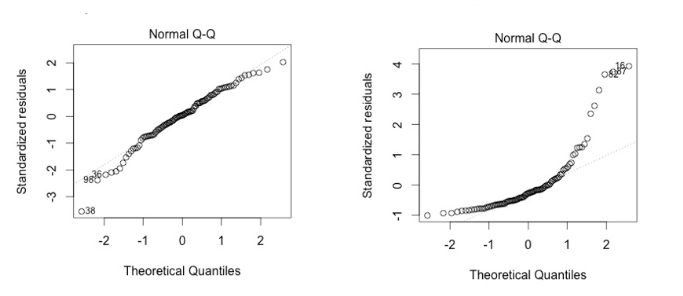 Normal Q-Q
Standardized residuals
2
1
0
-1
-2
-3
36
98
38
-2 -1 0 1 2
Theoretical Quantiles
Normal Q-Q
Standardized residuals
4
3
2
1
0
-1
16
-2 -1 0 1 2
Theoretical Quantiles